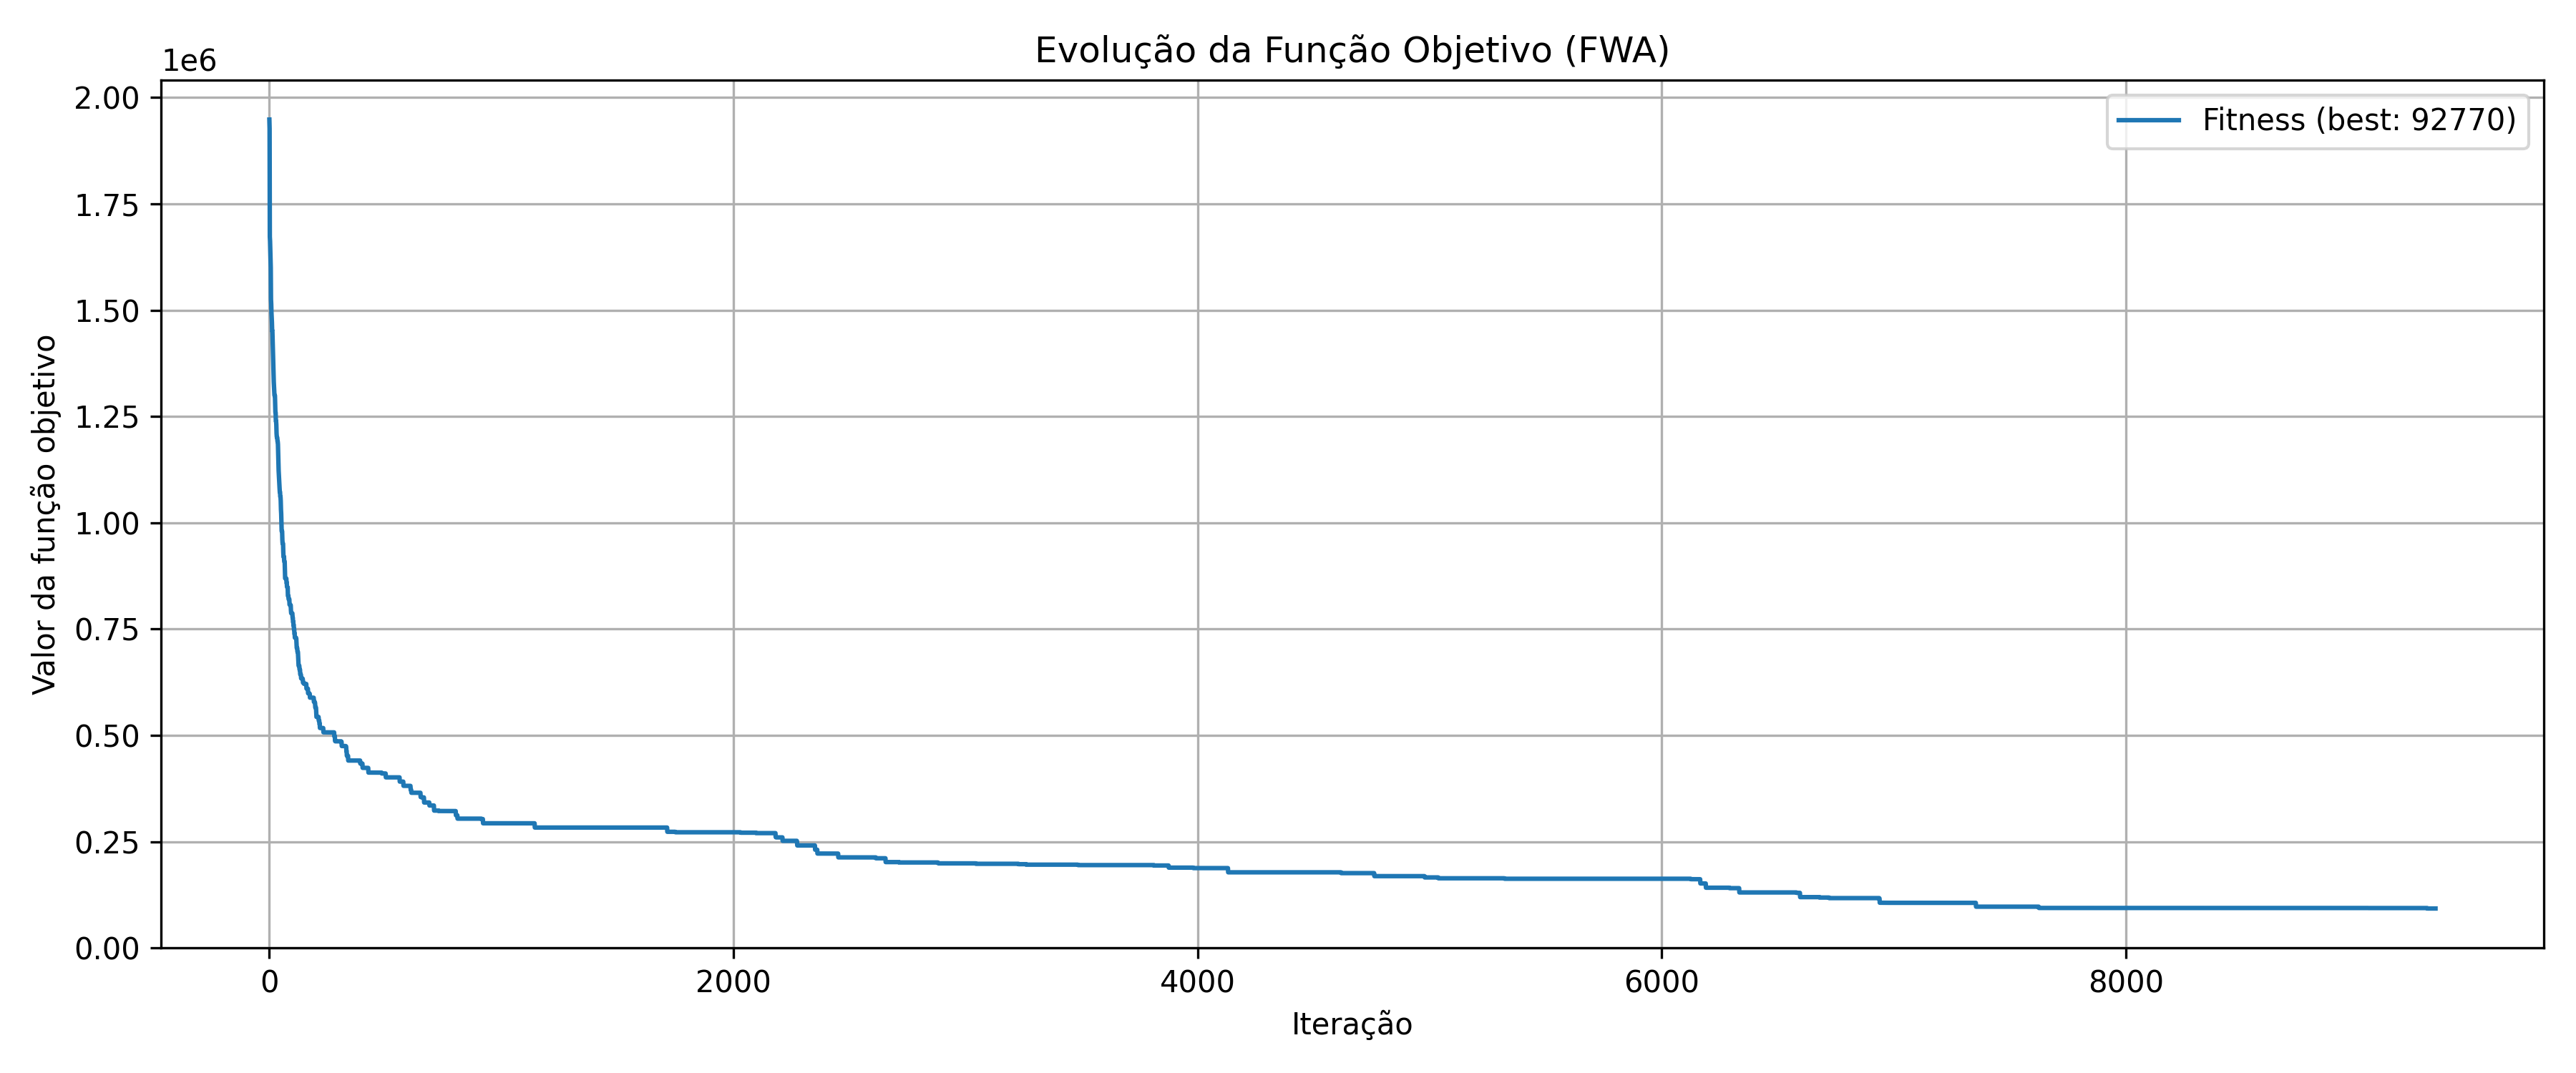 Evolução da Função Objetivo (FWA)
1e6
2.00
1.75
1.50
1.25
1.00
0.75
0.50
0.25
0.00
Valor da função objetivo
Fitness (best: 92770)
0 2000 4000 6000 8000
Iteração